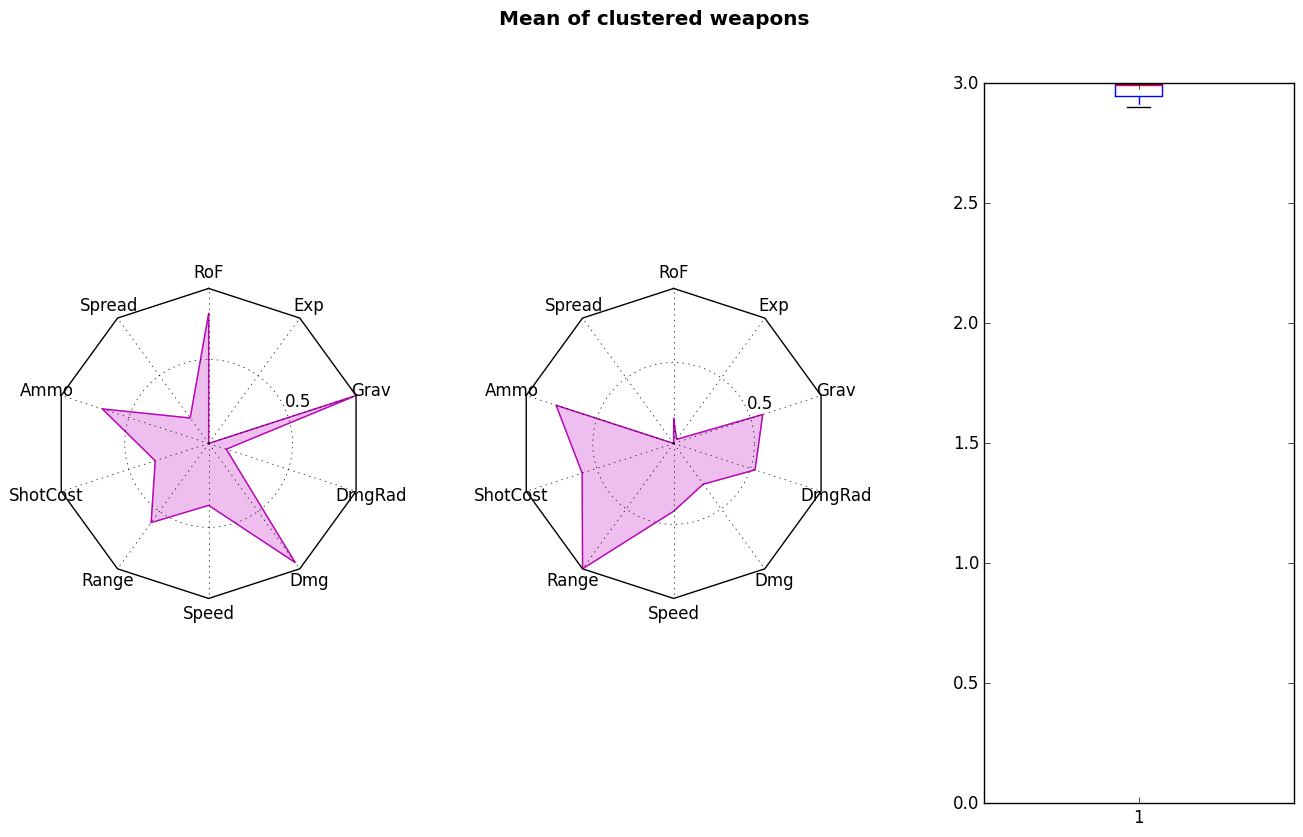 Mean of clustered weapons
RoF
Exp
Spread
Grav
Ammo
0.5
ShotCost
DmgRad
Range
Dmg
Speed
RoF
Exp
Spread
Grav
Ammo
0.5
ShotCost
DmgRad
Range
Dmg
Speed
3.0
2.5
2.0
1.5
1.0
0.5
0.0
1